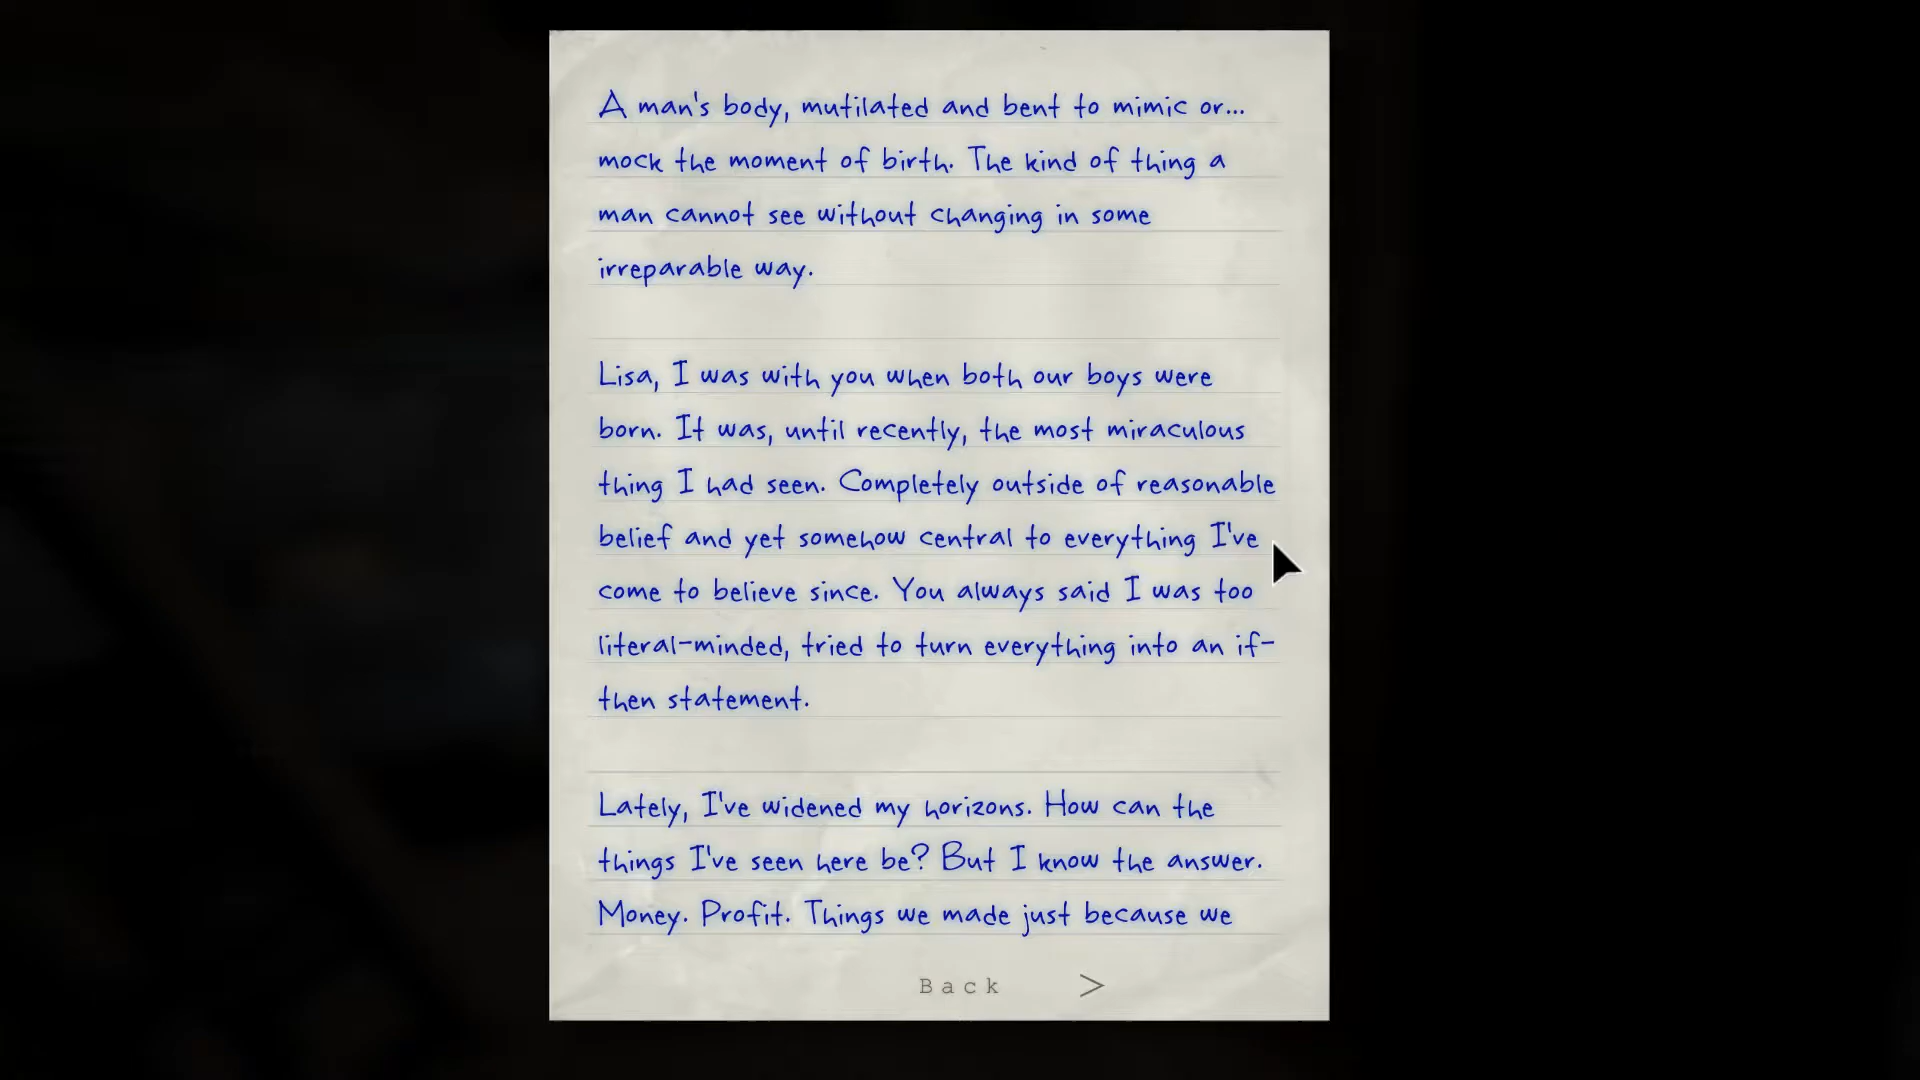 A man's body, mutilated and bent to mimic or...
mock the moment of birth. The kind of thing a
man cannot see without changing in some
irreparable way.
Lisa, I was with you when both our boys were
born. It was, until recently, the most miraculous
thing I had seen. Completely outside of reasonable
belief and yet somehow central to everything I've
come to believe since. You always said I was too
literal-minded, tried to turn everything into an if-
then statement.
Lately, I've widened my horizons. How can the
things I've seen here be? But I know the answer.
Money. Profit. Things we made just because we
Back >